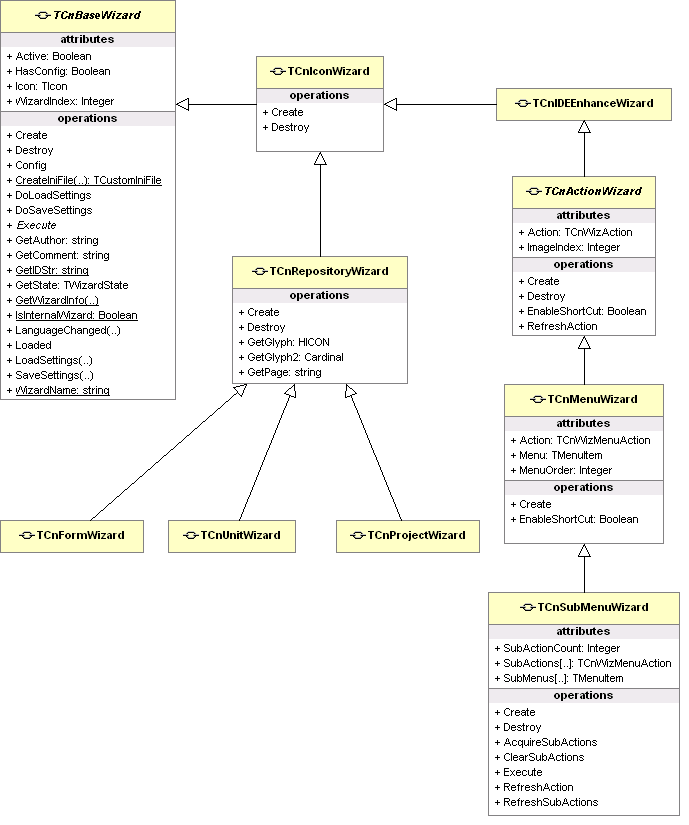 TCnBaseWizard
attributes
+ Active: Boolean
+ HasConfig: Boolean
+ Icon: TIcon
+ WizardIndex: Integer
operations
+ Create
+ Destroy
+ Config
+ CreateIniFile(..): TCustomIniFile
+ DoLoadSettings
+ DoSaveSettings
+ Execute
+ GetAuthor: string
+ GetComment: string
+ GetIDStr: string
+ GetState: TWizardState
+ GetWizardInfo(..)
+ IsInternalWizard: Boolean
+ LanguageChanged(..)
+ Loaded
+ LoadSettings(..)
+ SaveSettings(..)
+ WizardName: string
TCnIconWizard
operations
+ Create
+ Destroy
TCnIDEEnhanceWizard
TCnActionWizard
attributes
+ Action: TCnWizAction
+ ImageIndex: Integer
operations
+ Create
+ Destroy
+ EnableShortCut: Boolean
+ RefreshAction
TCnRepositoryWizard
operations
+ Create
+ Destroy
+ GetGlyph: HICON
+ GetGlyph2: Cardinal
+ GetPage: string
TCnMenuWizard
attributes
+ Action: TCnWizMenuAction
+ Menu: TMenuItem
+ MenuOrder: Integer
operations
+ Create
+ EnableShortCut: Boolean
TCnFormWizard
TCnUnitWizard
TCnProjectWizard
TCnSubMenuWizard
attributes
+ SubActionCount: Integer
+ SubActions[..]: TCnWizMenuAction
+ SubMenus[..]: TMenuItem
operations
+ Create
+ Destroy
+ AcquireSubActions
+ ClearSubActions
+ Execute
+ RefreshAction
+ RefreshSubActions